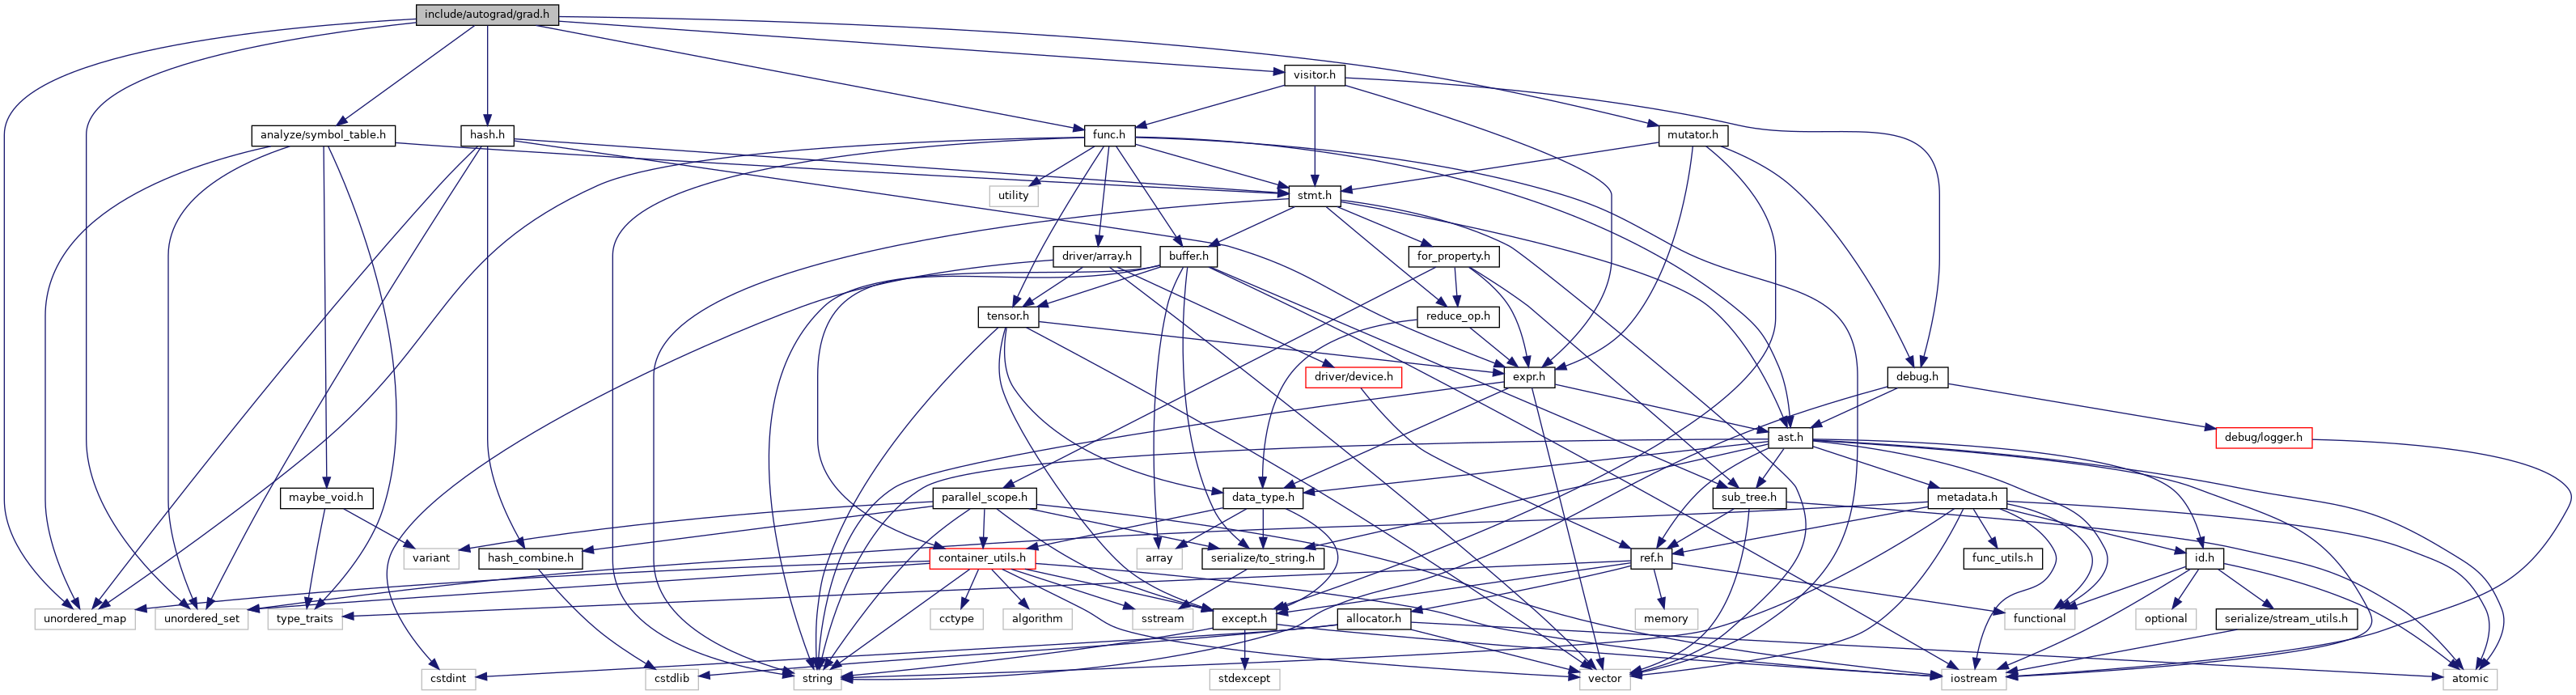 include/autograd/grad.h
visitor.h
analyze/symbol_table.h
hash.h
func.h
mutator.h
utility
stmt.h
driver/array.h
buffer.h
for_property.h
tensor.h
reduce_op.h
driver/device.h
expr.h
debug.h
ast.h
debug/logger.h
maybe_void.h
parallel_scope.h
data_type.h
sub_tree.h
metadata.h
variant
hash_combine.h
container_utils.h
array
serialize/to_string.h
ref.h
func_utils.h
id.h
unordered_map
unordered_set
type_traits
cctype
algorithm
sstream
except.h
allocator.h
memory
functional
optional
serialize/stream_utils.h
cstdint
cstdlib
string
stdexcept
vector
iostream
atomic